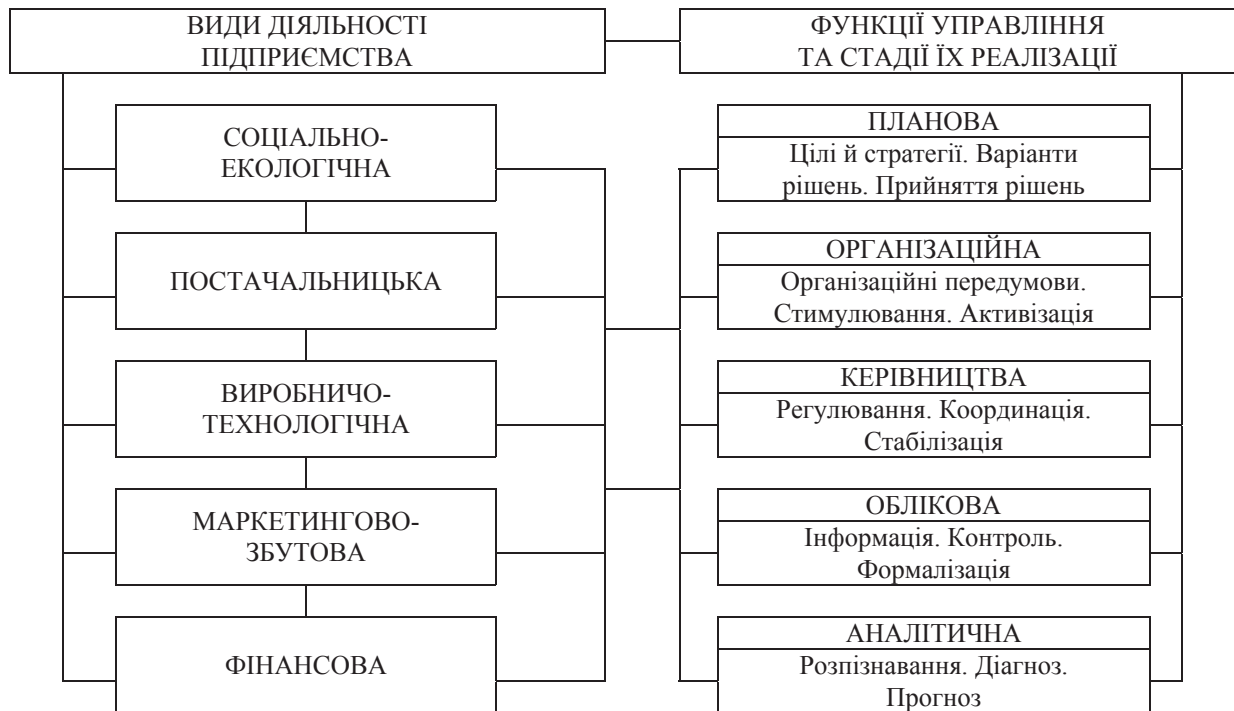 ВИДИ ДІЯЛЬНОСТІ
ПІДПРИЄМСТВА
ФУНКЦІЇ УПРАВЛІННЯ
ТА СТАДІЇ ЇХ РЕАЛІЗАЦІЇ
СОЦІАЛЬНО-
ЕКОЛОГІЧНА
ПОСТАЧАЛЬНИЦЬКА
ВИРОБНИЧО-
ТЕХНОЛОГІЧНА
МАРКЕТИНГОВО-
ЗБУТОВА
ФІНАНСОВА
ПЛАНОВА
Цілі й стратегії. Варіанти
рішень. Прийняття рішень
ОРГАНІЗАЦІЙНА
Організаційні передумови.
Стимулювання. Активізація
КЕРІВНИЦТВА
Регулювання. Координація.
Стабілізація
ОБЛІКОВА
Інформація. Контроль.
Формалізація
АНАЛІТИЧНА
Розпізнавання. Діагноз.
Прогноз